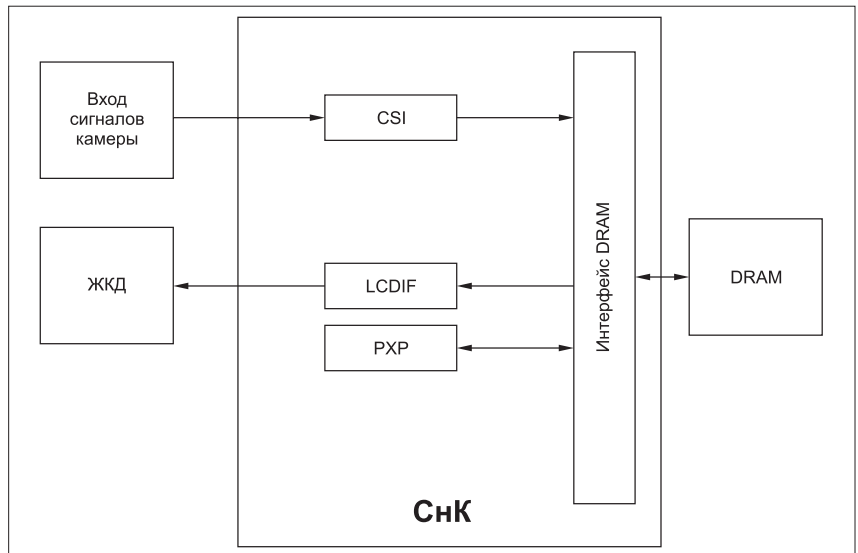 Вход
сигналов
камеры
CSI
ЖКД
LCDIF
PXP
Интерфейс DRAM
DRAM
СнК